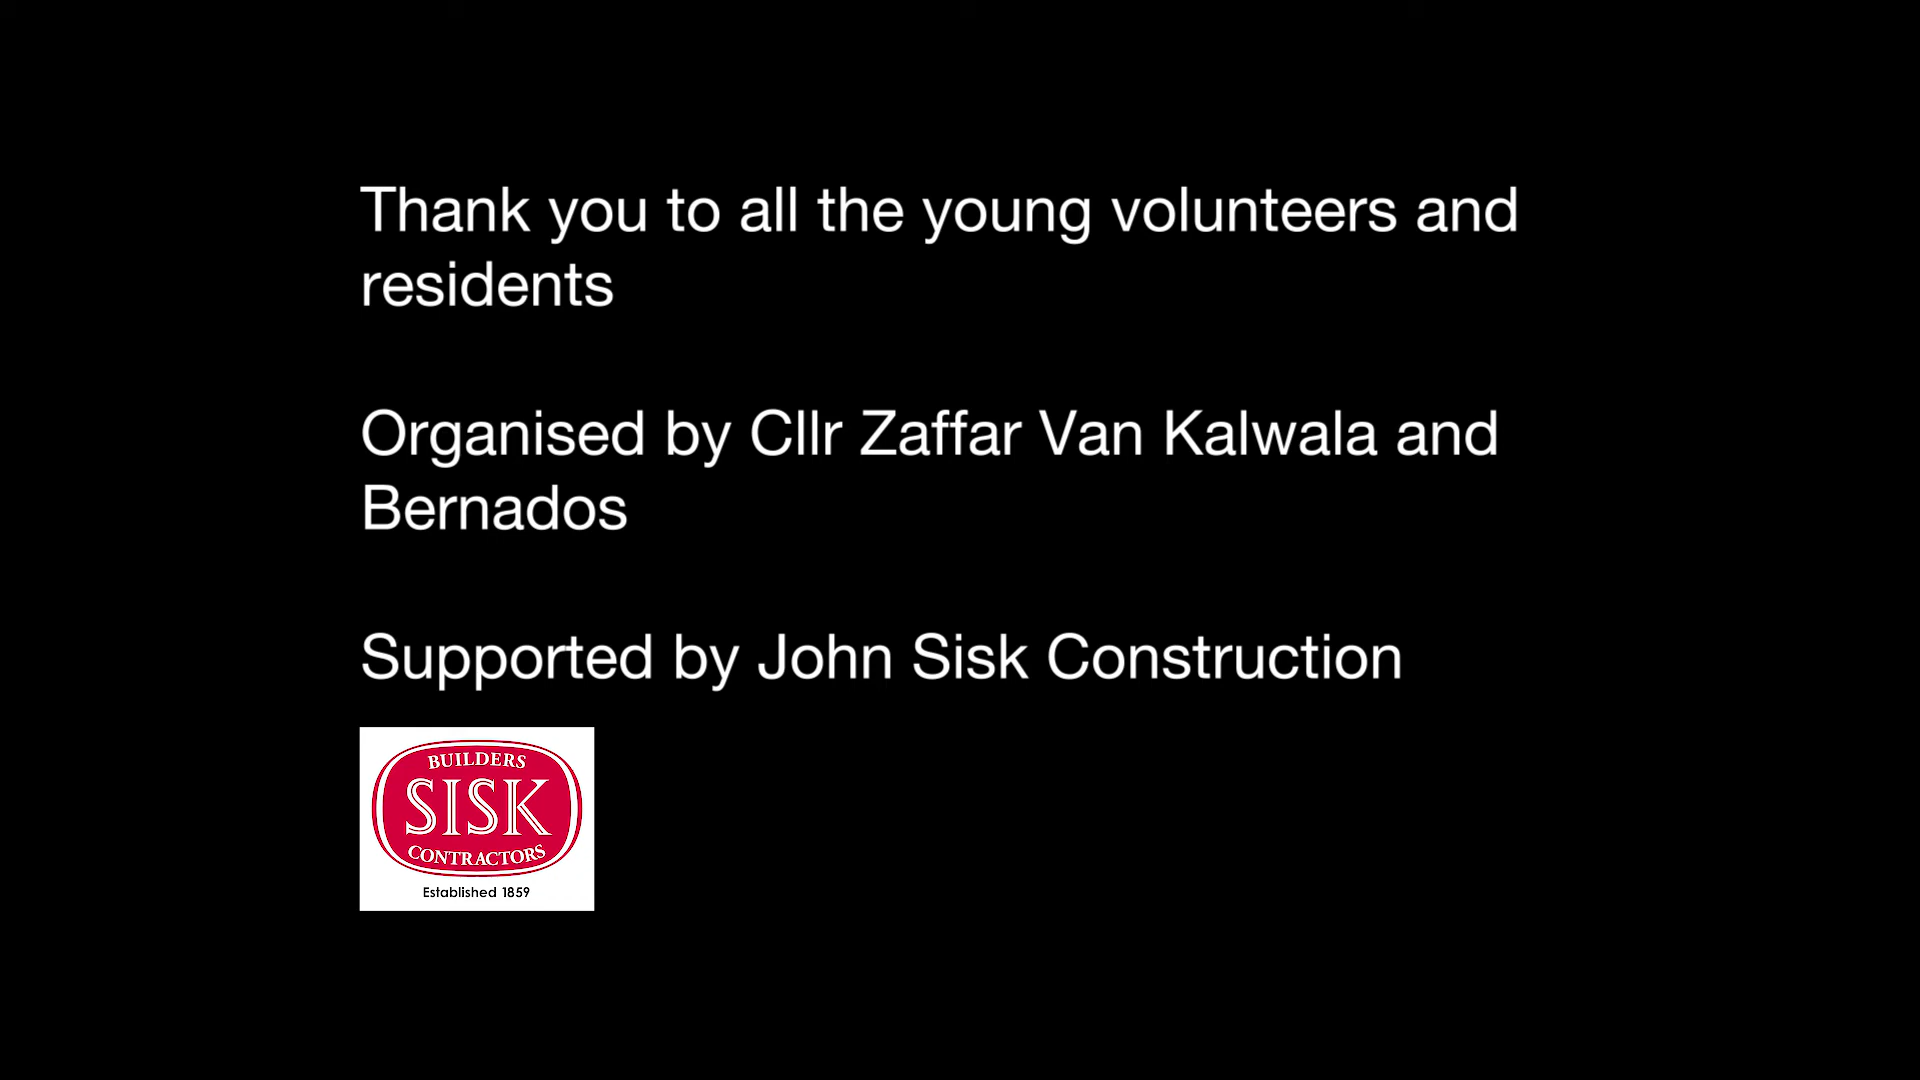 Thank you to all the young volunteers and
residents
Organised by Cllr Zaffar Van Kalwala and
Bernados
Supported by John Sisk Construction
BUILDERS
SISK
CONTRACTORS
Established 1859